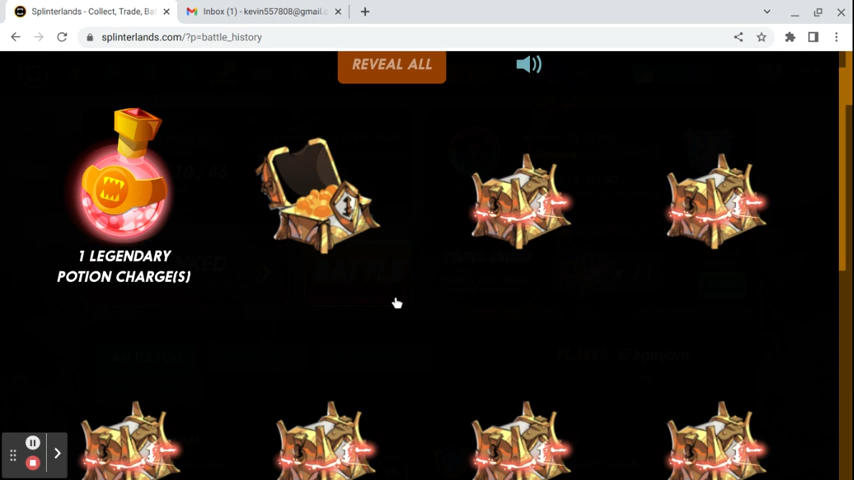 Splinterlands - Collect, Trade, Ba
Inbox (1) - kevin557808@gmail.c
splinterlands.com/?p=battle_history
REVEAL ALL
1 LEGENDARY
POTION CHARGE(S)